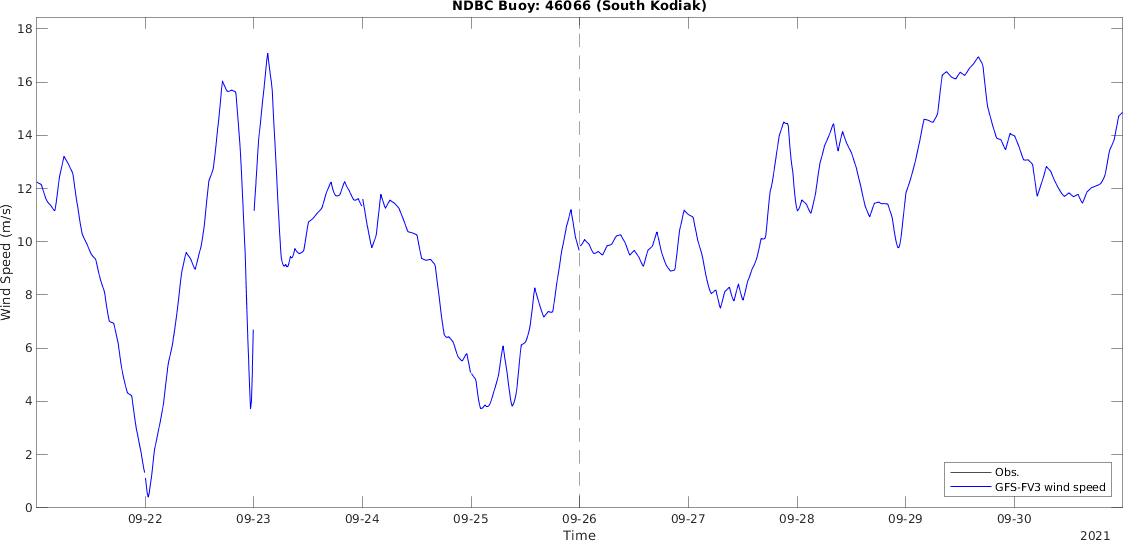 NDBC Buoy: 46066 (South Kodiak)
18
16
14
12
10
8
6
4
2
0
Wind Speed (m/s)
Obs.
GFS-FV3 wind speed
09-22 09-23 09-24 09-25 09-26 09-27 09-28 09-29 09-30
Time
2021